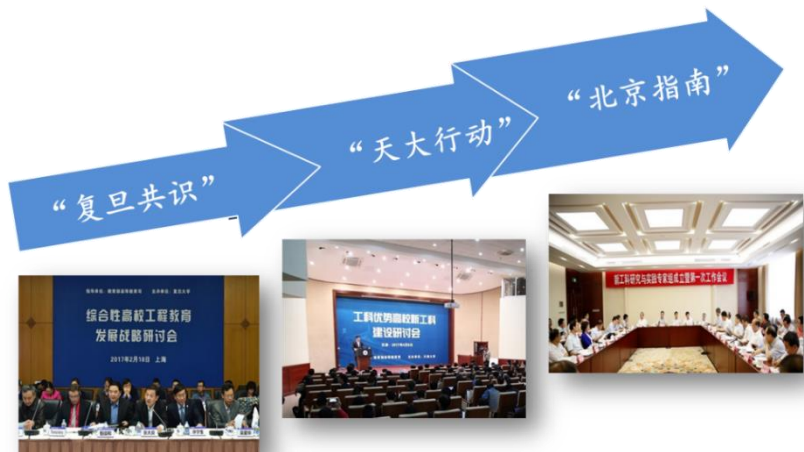 “复旦共识”
“天大行动”
“北京指南”
综合性高校工程教育
发展战略研讨会
2017年2月18日 上海
工科优势高校新工科
建设研讨会
新工科研究与实践专家组成立暨第一次工作会议